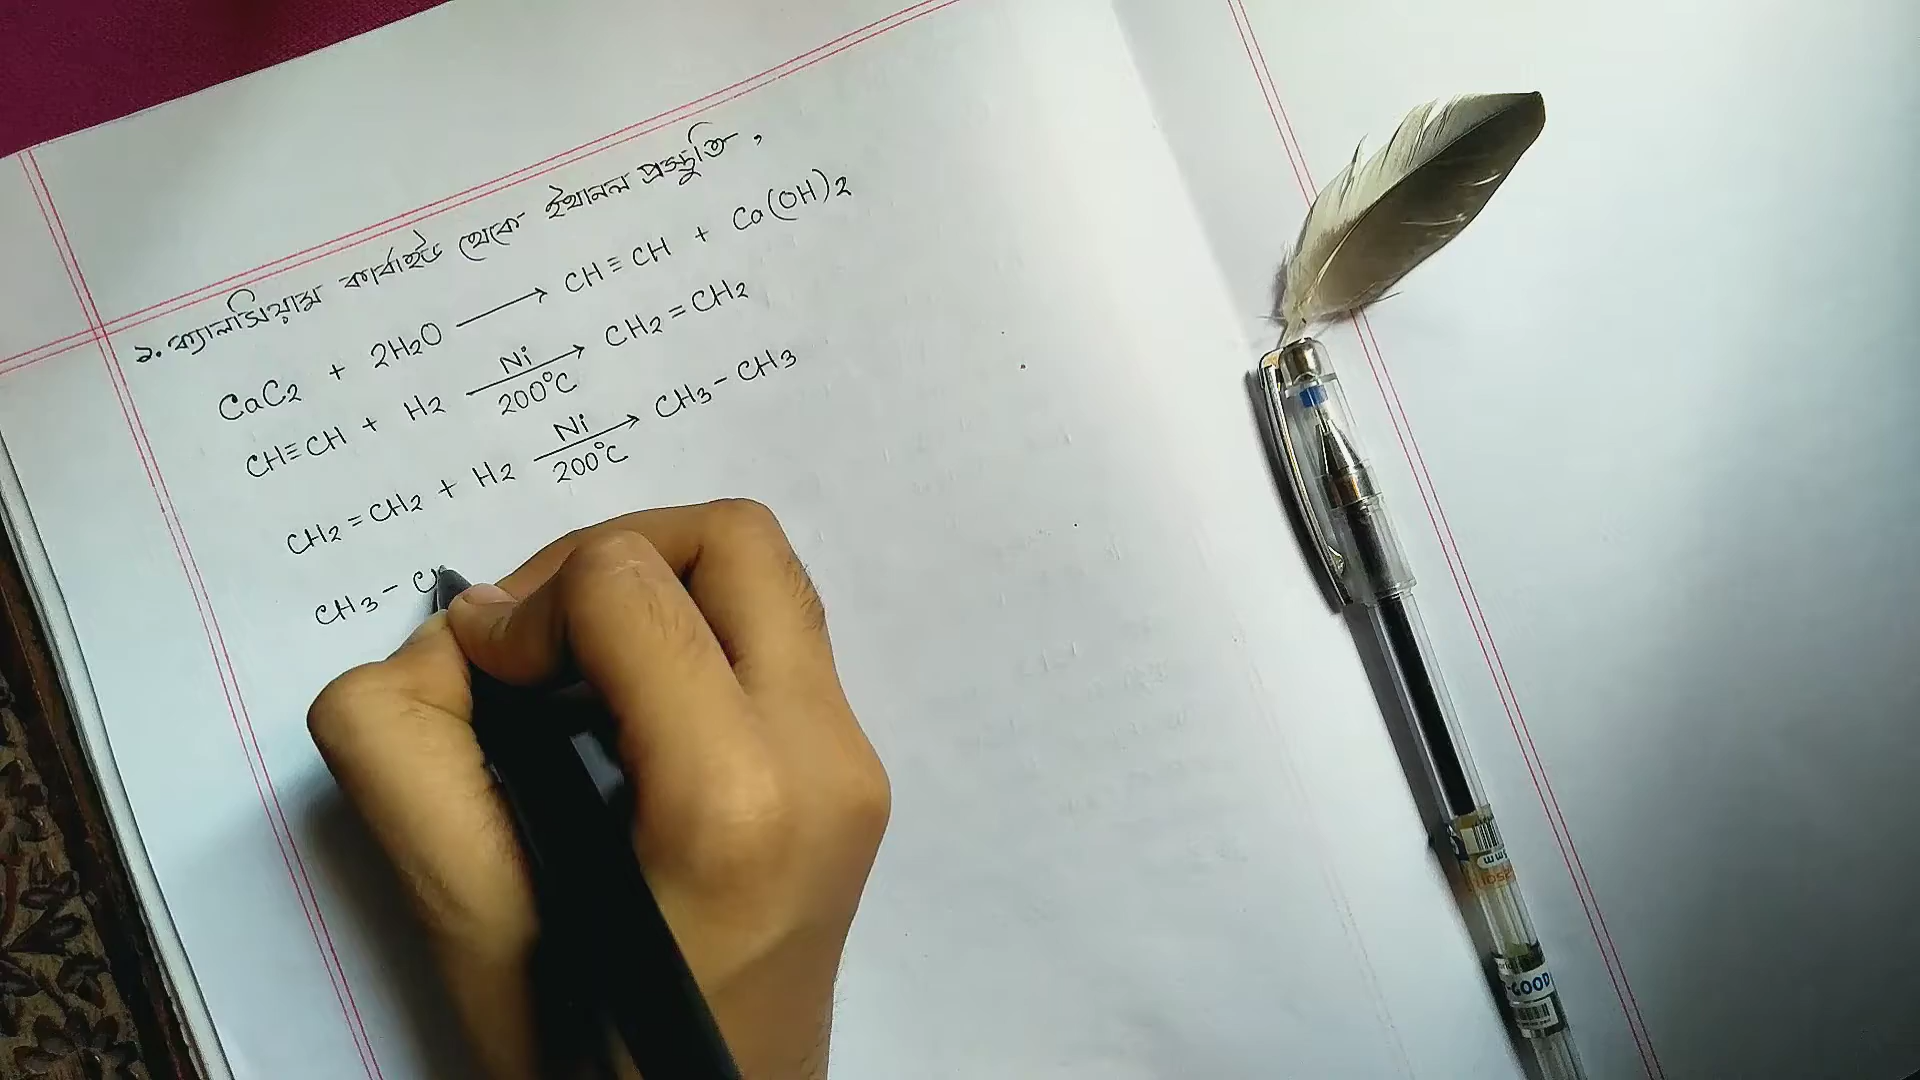 ১. ক্যালসিয়াম কার্বাইড থেকে ইথানল প্রস্তুতি,
CaC2 + 2H2O ⟶ CH≡CH + Ca(OH)2
CH≡CH + H2 Ni 200°C → CH2=CH2
CH2=CH2 + H2 Ni 200°C → CH3-CH3
CH3-C
GOOD